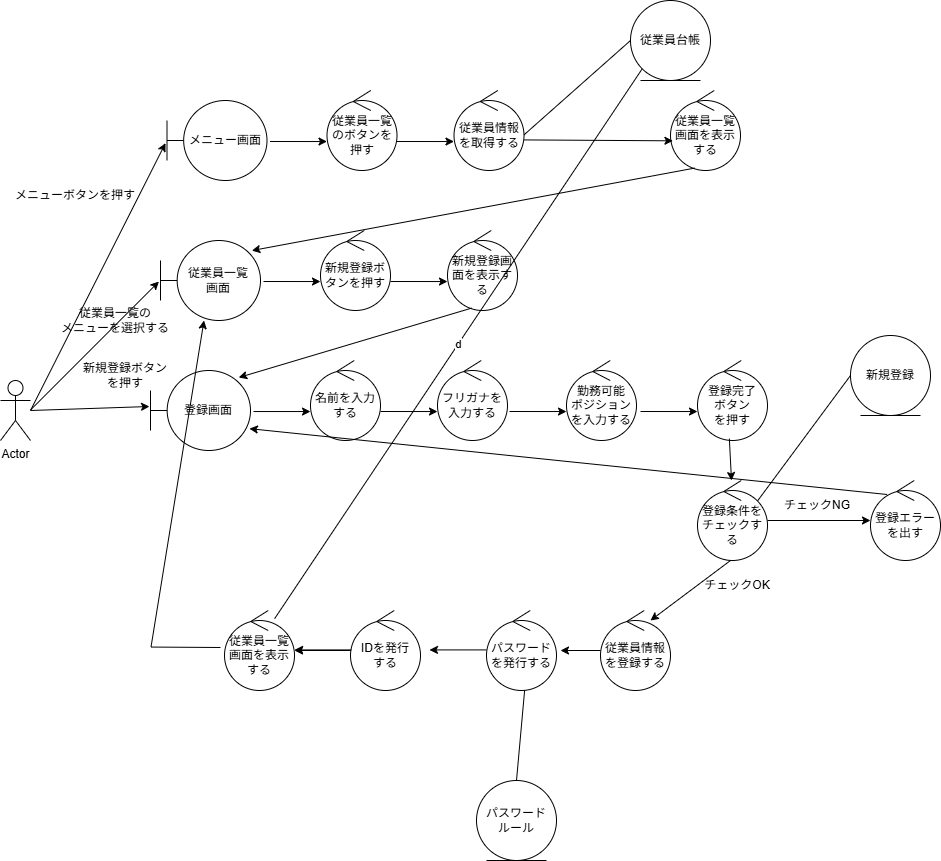 従業員台帳
メニュー画面
従業員一覧
のボタンを
押す
従業員情報
を取得する
従業員一覧
画面を表示
する
メニューボタンを押す
従業員一覧
画面
新規登録ボ
タンを押す
新規登録画
面を表示す
る
従業員一覧の
メニューを選択する
d
新規登録ボタン
を押す
新規登録
登録画面
名前を入力
する
フリガナを
入力する
勤務可能
ポジション
を入力する
登録完了
ボタン
を押す
Actor
登録条件を
チェックす
る
チェックNG
登録エラー
を出す
チェックOK
従業員一覧
画面を表示
する
IDを発行
する
パスワード
を発行する
従業員情報
を登録する
パスワード
ルール